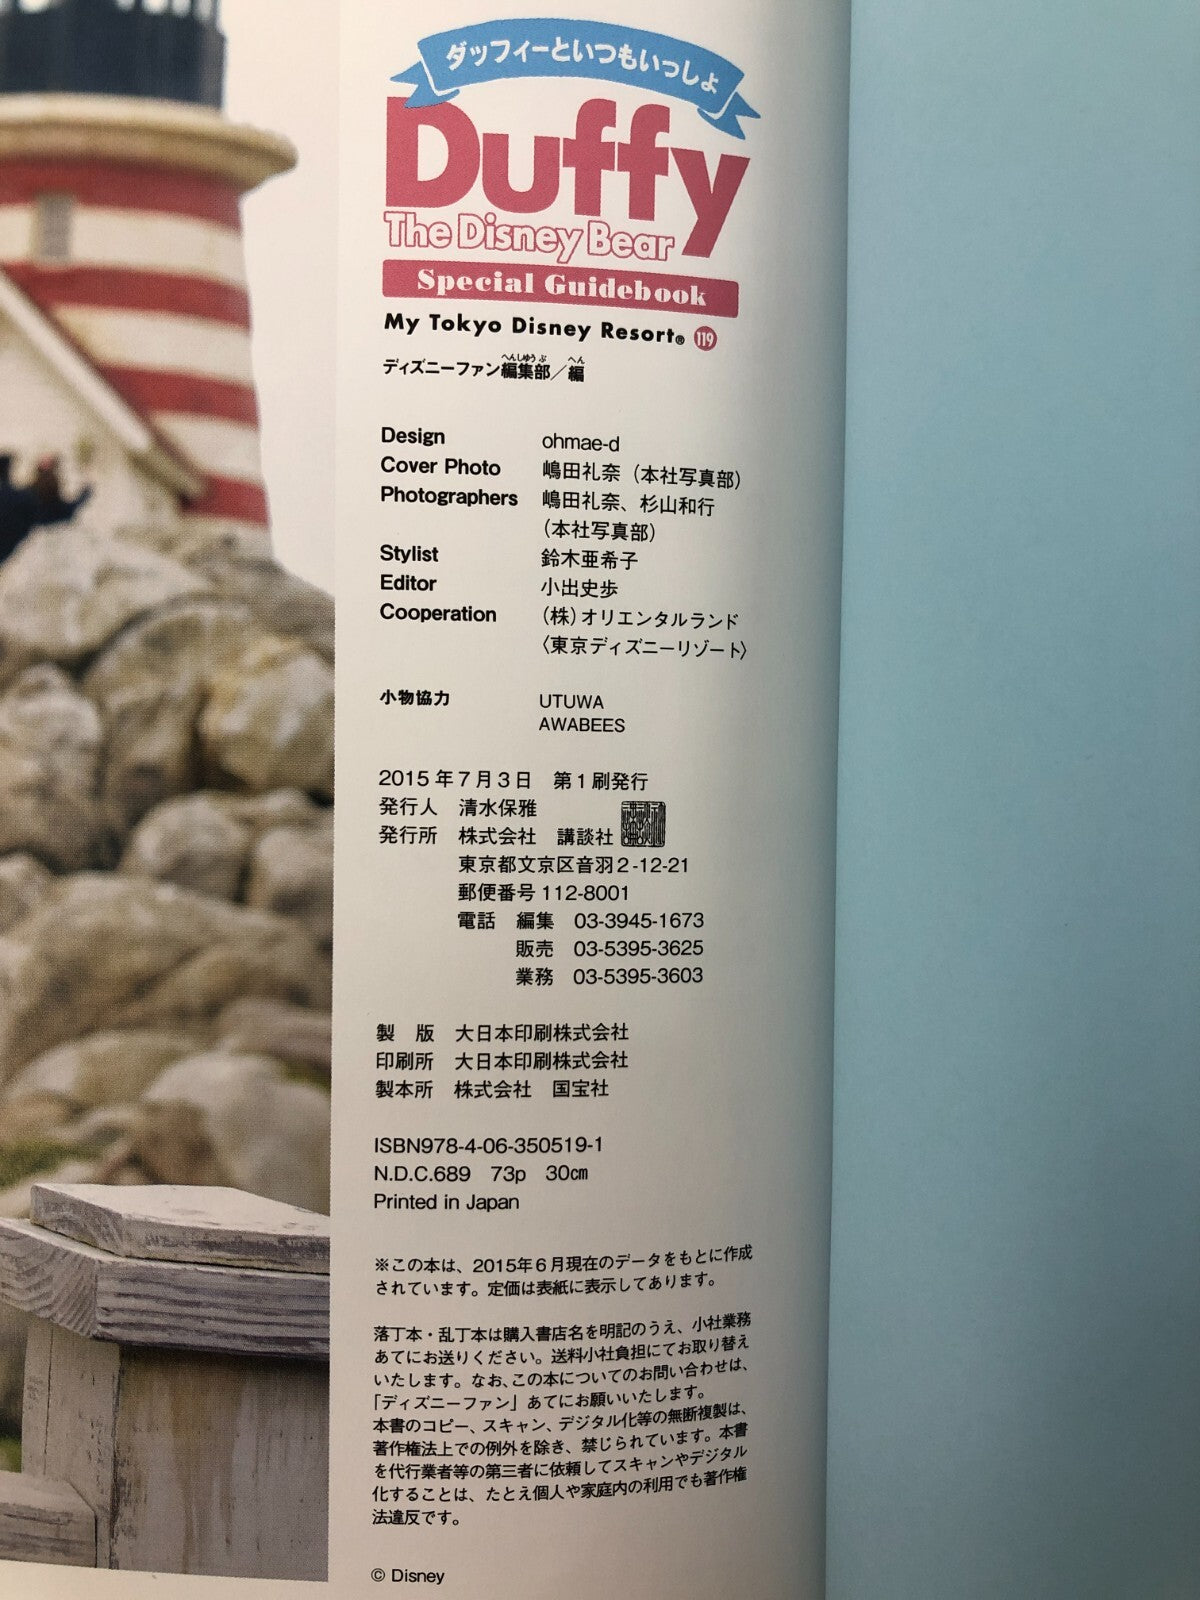 ダッフィーといつもいっしょ
Duffy
The Disney Bear
Special Guidebook
My Tokyo Disney Resort® 119
ディズニーファン編集部／編
Design ohmae-d
Cover Photo 嶋田礼奈（本社写真部）
Photographers 嶋田礼奈、杉山和行
（本社写真部）
Stylist 鈴木亜希子
Editor 小出史歩
Cooperation （株）オリエンタルランド
〈東京ディズニーリゾート〉
小物協力 UTUWA
AWABEES
2015年7月3日 第1刷発行
発行人 清水保雅
発行所 株式会社 講談社
東京都文京区音羽2-12-21
郵便番号 112-8001
電話 編集 03-3945-1673
販売 03-5395-3625
業務 03-5395-3603
製 版 大日本印刷株式会社
印刷所 大日本印刷株式会社
製本所 株式会社 国宝社
ISBN978-4-06-350519-1
N.D.C.689 73p 30㎝
Printed in Japan
※この本は、2015年6月現在のデータをもとに作成
されています。定価は表紙に表示してあります。
落丁本・乱丁本は購入書店名を明記のうえ、小社業務
あてにお送りください。送料小社負担にてお取り替え
いたします。なお、この本についてのお問い合わせは、
「ディズニーファン」あてにお願いいたします。
本書のコピー、スキャン、デジタル化等の無断複製は、
著作権法上での例外を除き、禁じられています。本書
を代行業者等の第三者に依頼してスキャンやデジタル
化することは、たとえ個人や家庭内の利用でも著作権
法違反です。
© Disney